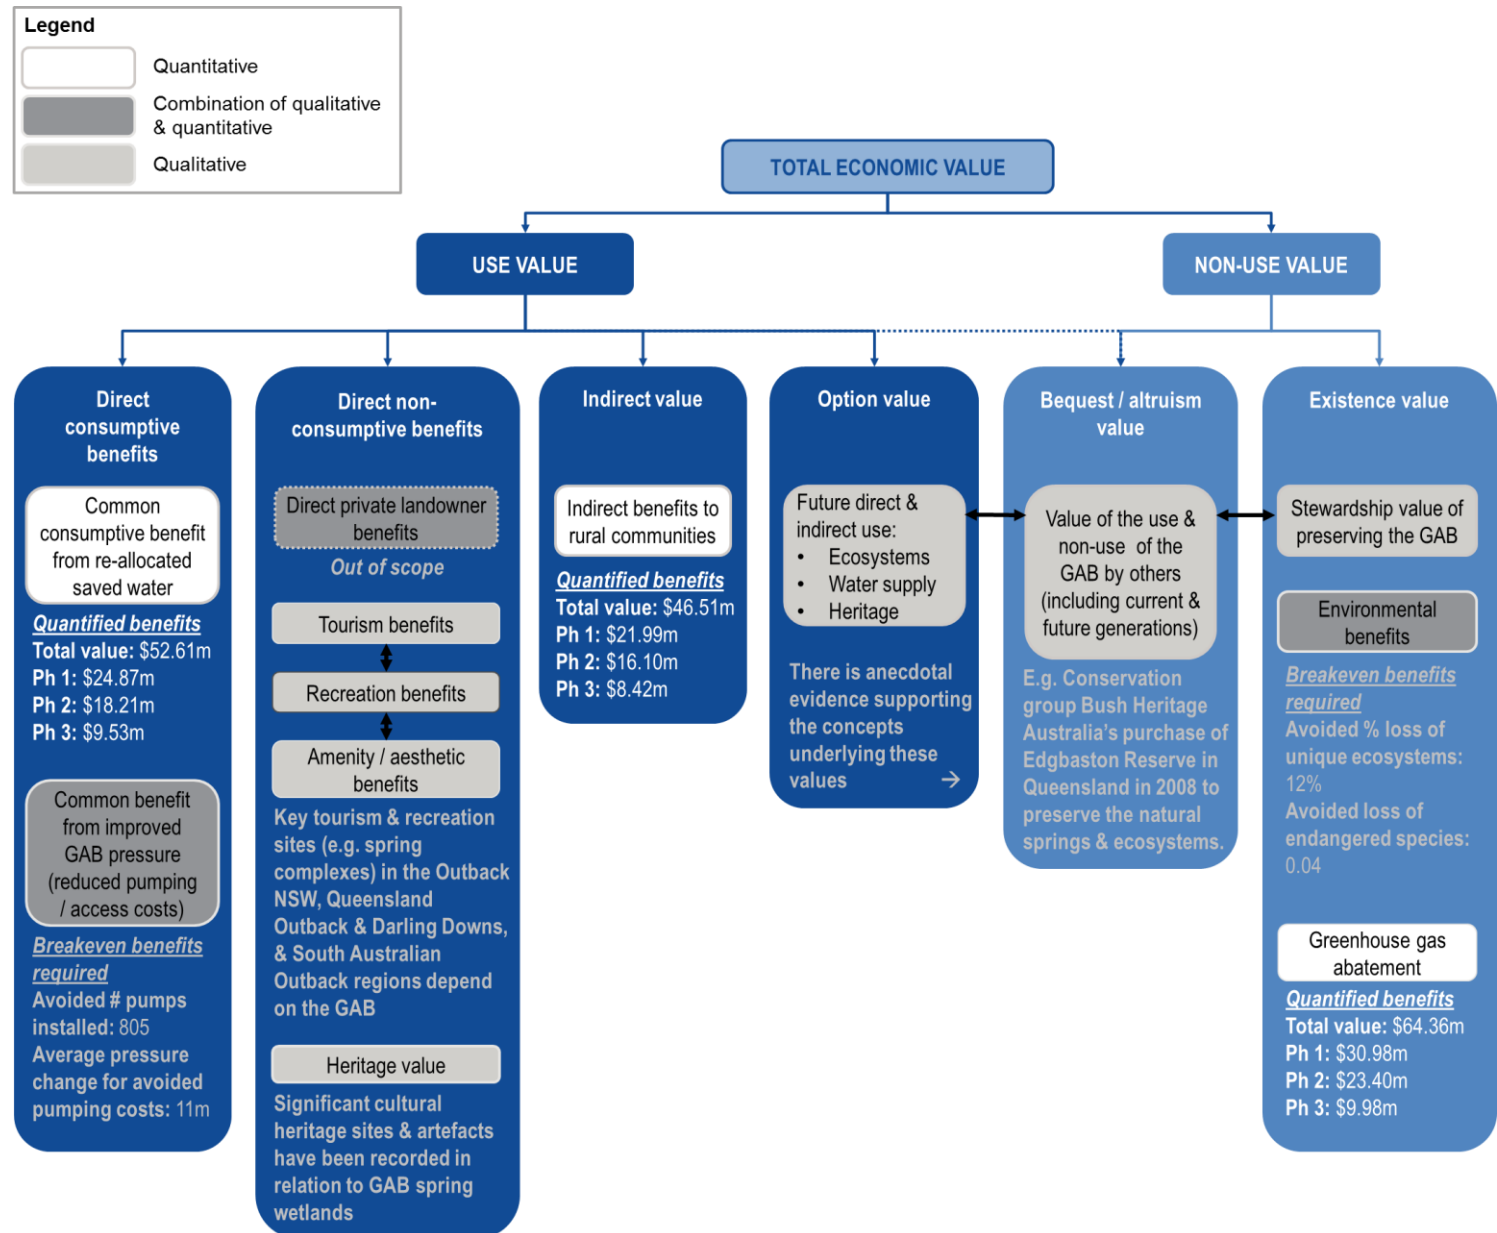 Legend
Quantitative
Combination of qualitative
& quantitative
Qualitative
TOTAL ECONOMIC VALUE
USE VALUE
NON-USE VALUE
Direct
consumptive
benefits
Common
consumptive benefit
from re-allocated
saved water
Quantified benefits
Total value: $52.61m
Ph 1: $24.87m
Ph 2: $18.21m
Ph 3: $9.53m
Common benefit
from improved
GAB pressure
(reduced pumping
/ access costs)
Breakeven benefits
required
Avoided # pumps
installed: 805
Average pressure
change for avoided
pumping costs: 11m
Direct non-
consumptive benefits
Direct private landowner
benefits
Out of scope
Tourism benefits
Recreation benefits
Amenity / aesthetic
benefits
Key tourism & recreation
sites (e.g. spring
complexes) in the Outback
NSW, Queensland
Outback & Darling Downs,
& South Australian
Outback regions depend
on the GAB
Heritage value
Significant cultural
heritage sites & artefacts
have been recorded in
relation to GAB spring
wetlands
Indirect value
Indirect benefits to
rural communities
Quantified benefits
Total value: $46.51m
Ph 1: $21.99m
Ph 2: $16.10m
Ph 3: $8.42m
Option value
Future direct &
indirect use:
• Ecosystems
• Water supply
• Heritage
There is anecdotal
evidence supporting
the concepts
underlying these
values →
Bequest / altruism
value
Value of the use &
non-use of the
GAB by others
(including current &
future generations)
E.g. Conservation
group Bush Heritage
Australia's purchase of
Edgbaston Reserve in
Queensland in 2008 to
preserve the natural
springs & ecosystems.
Existence value
Stewardship value of
preserving the GAB
Environmental
benefits
Breakeven benefits
required
Avoided % loss of
unique ecosystems:
12%
Avoided loss of
endangered species:
0.04
Greenhouse gas
abatement
Quantified benefits
Total value: $64.36m
Ph 1: $30.98m
Ph 2: $23.40m
Ph 3: $9.98m